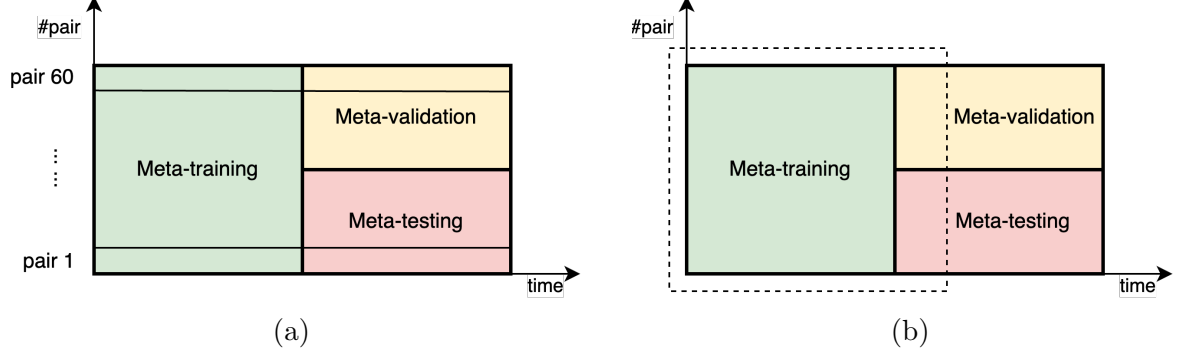 #pair
pair 60
Meta-training
Meta-validation
Meta-testing
pair 1
time
(a)
#pair
Meta-training
Meta-validation
Meta-testing
time
(b)